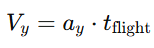 V_y = a_y · t_flight